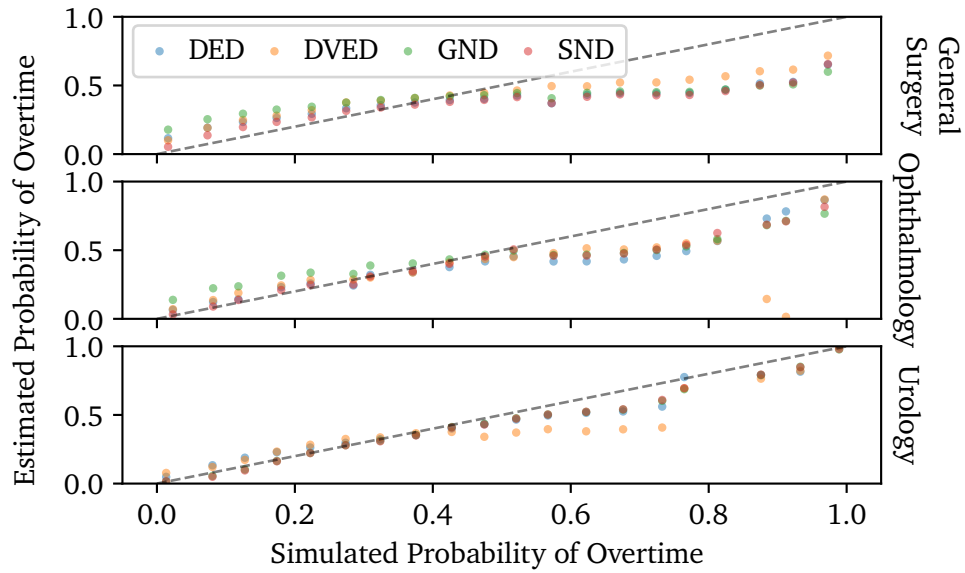 Estimated Probability of Overtime
1.0
0.5
0.0
DED
DVED
GND
SND
General
Surgery
1.0
0.5
0.0
Ophthalmology
1.0
0.5
0.0
Urology
0.0 0.2 0.4 0.6 0.8 1.0
Simulated Probability of Overtime